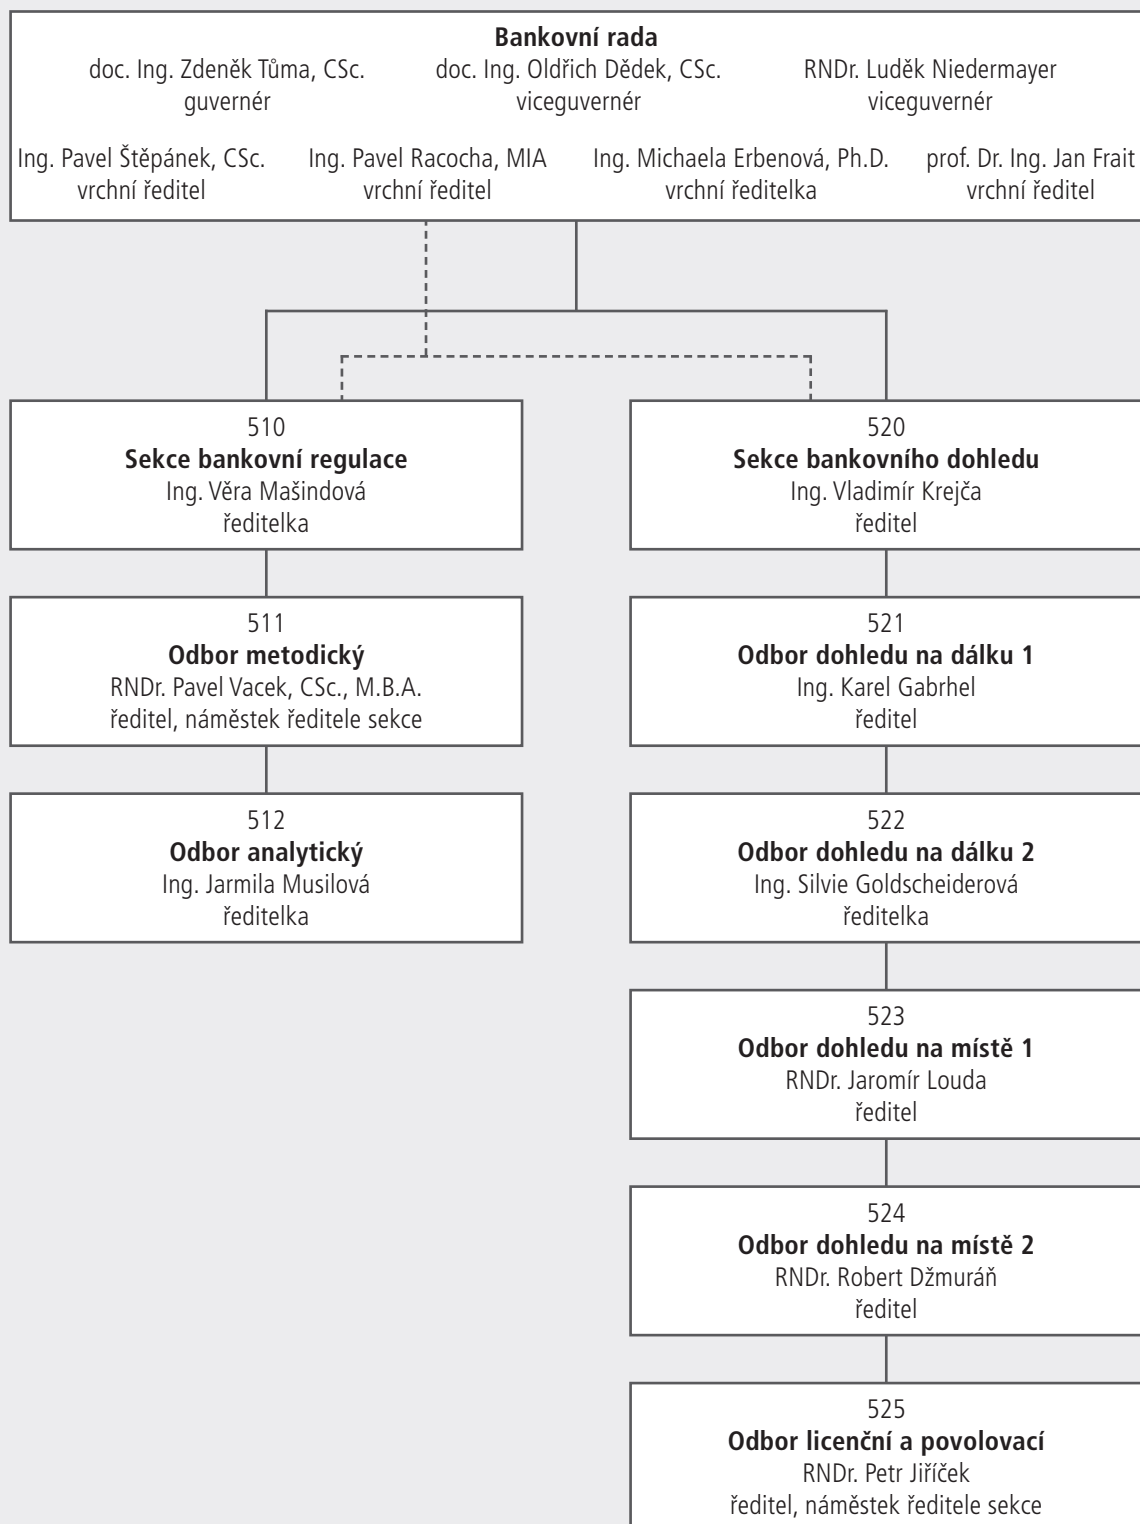 Bankovní rada
doc. Ing. Zdeněk Tůma, CSc.
guvernér
doc. Ing. Oldřich Dědek, CSc.
viceguvernér
RNDr. Luděk Niedermayer
viceguvernér
Ing. Pavel Štěpánek, CSc.
vrchní ředitel
Ing. Pavel Racocha, MIA
vrchní ředitel
Ing. Michaela Erbenová, Ph.D.
vrchní ředitelka
prof. Dr. Ing. Jan Frait
vrchní ředitel
510
Sekce bankovní regulace
Ing. Věra Mašindová
ředitelka
511
Odbor metodický
RNDr. Pavel Vacek, CSc., M.B.A.
ředitel, náměstek ředitele sekce
512
Odbor analytický
Ing. Jarmila Musilová
ředitelka
520
Sekce bankovního dohledu
Ing. Vladimír Krejča
ředitel
521
Odbor dohledu na dálku 1
Ing. Karel Gabrhel
ředitel
522
Odbor dohledu na dálku 2
Ing. Silvie Goldscheiderová
ředitelka
523
Odbor dohledu na místě 1
RNDr. Jaromír Louda
ředitel
524
Odbor dohledu na místě 2
RNDr. Robert Džmuráň
ředitel
525
Odbor licenční a povolovací
RNDr. Petr Jiříček
ředitel, náměstek ředitele sekce